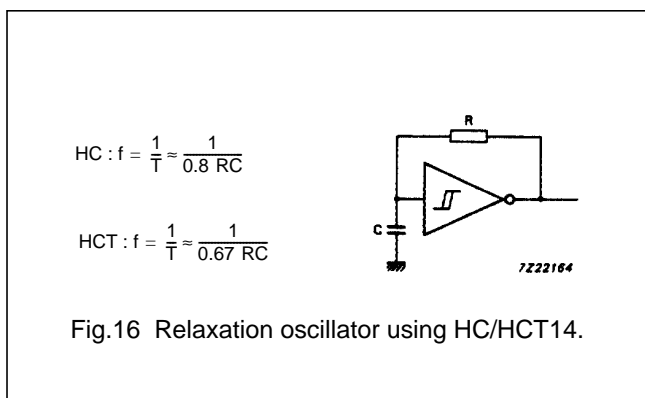 HC : f = 1/T ≈ 1/0.8 RC
HCT : f = 1/T ≈ 1/0.67 RC
R
C
7Z22164
Fig.16 Relaxation oscillator using HC/HCT14.